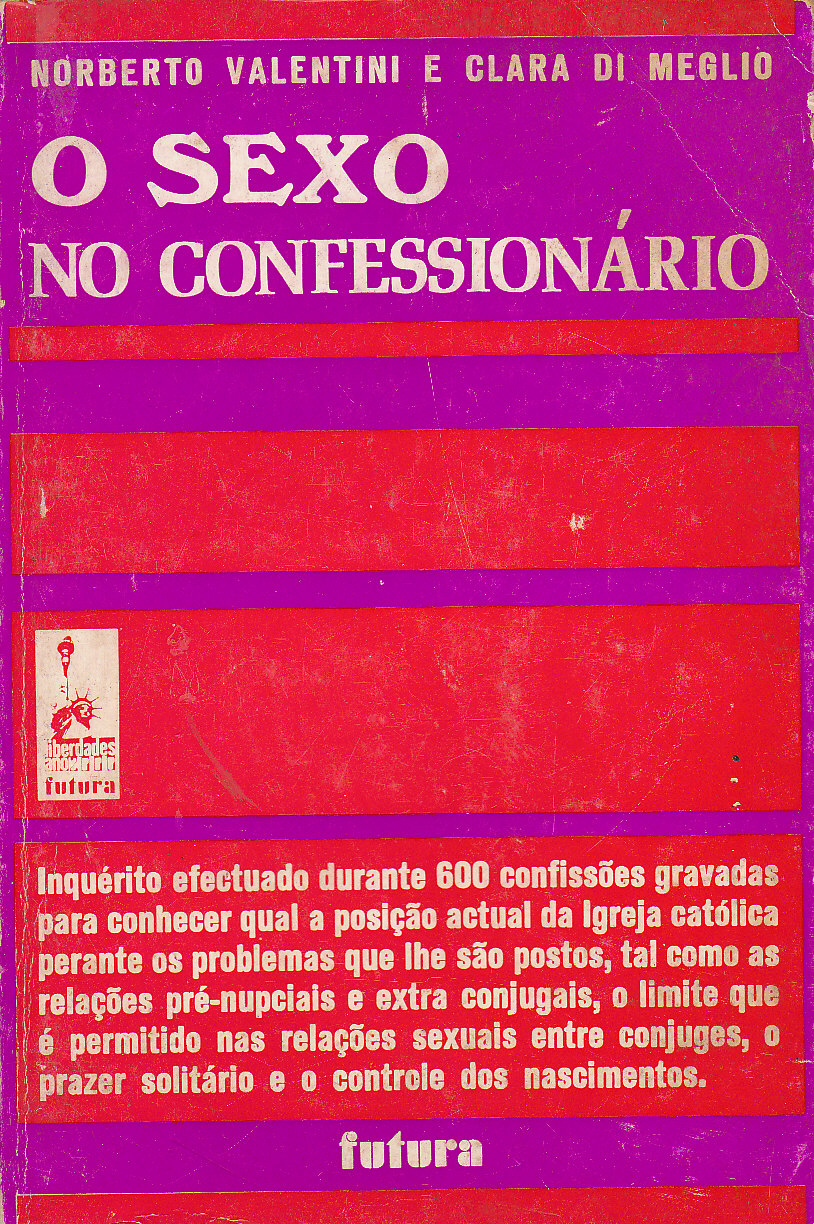 NORBERTO VALENTINI E CLARA DI MEGLIO
O SEXO
NO CONFESSIONÁRIO
liberdades
futura
Inquérito efectuado durante 600 confissões gravadas
para conhecer qual a posição actual da Igreja católica
perante os problemas que lhe são postos, tal como as
relações pré-nupciais e extra conjugais, o limite que
é permitido nas relações sexuais entre conjuges, o
prazer solitário e o controle dos nascimentos.
futura